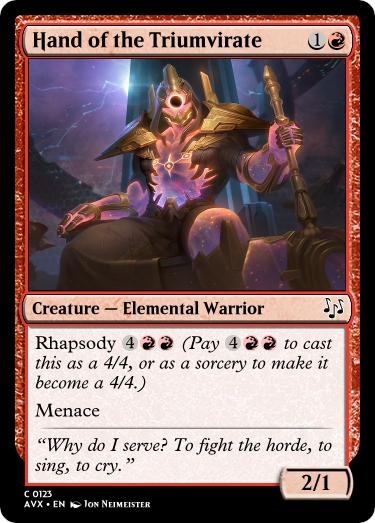 Hand of the Triumvirate 1
Creature — Elemental Warrior
Rhapsody 4 (Pay 4 to cast
this as a 4/4, or as a sorcery to make it
become a 4/4.)
Menace
“Why do I serve? To fight the horde, to
sing, to cry.”
2/1
C 0123
AVX • EN Jon Neimeister